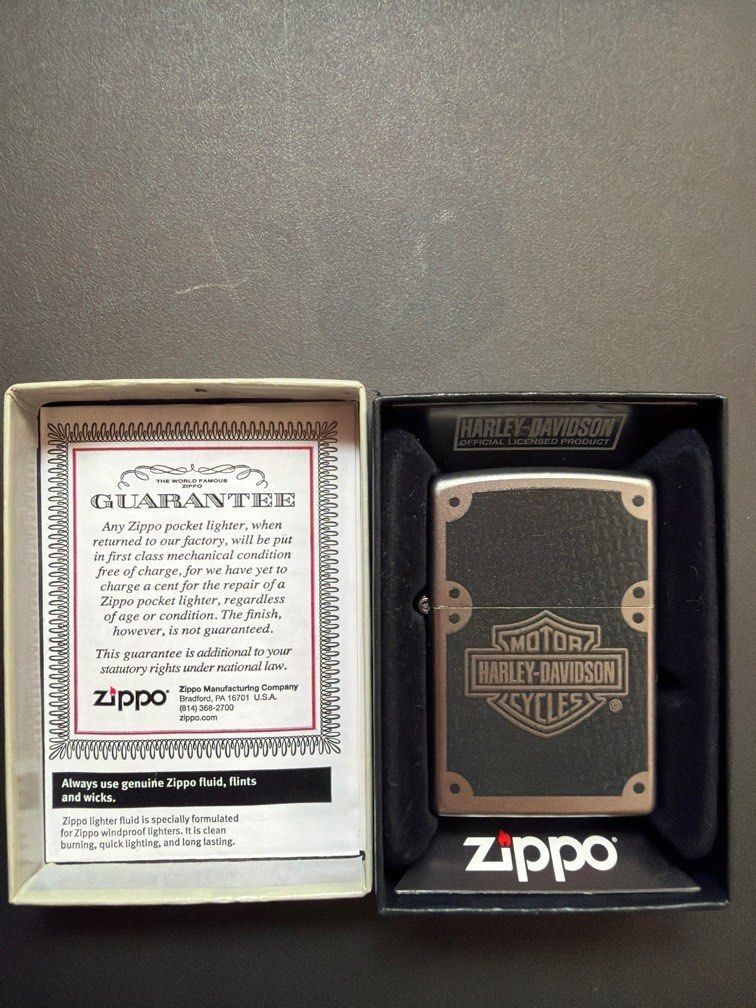 THE WORLD FAMOUS
ZIPPO
GUARANTEE
Any Zippo pocket lighter, when
returned to our factory, will be put
in first class mechanical condition
free of charge, for we have yet to
charge a cent for the repair of a
Zippo pocket lighter, regardless
of age or condition. The finish,
however, is not guaranteed.
This guarantee is additional to your
statutory rights under national law.
zippo®
Zippo Manufacturing Company
Bradford, PA 16701 U.S.A.
(814) 368-2700
zippo.com
Always use genuine Zippo fluid, flints
and wicks.
Zippo lighter fluid is specially formulated
for Zippo windproof lighters. It is clean
burning, quick lighting, and long lasting.
HARLEY-DAVIDSON
OFFICIAL LICENSED PRODUCT
MOTOR
HARLEY-DAVIDSON
CYCLES
®
zippo®